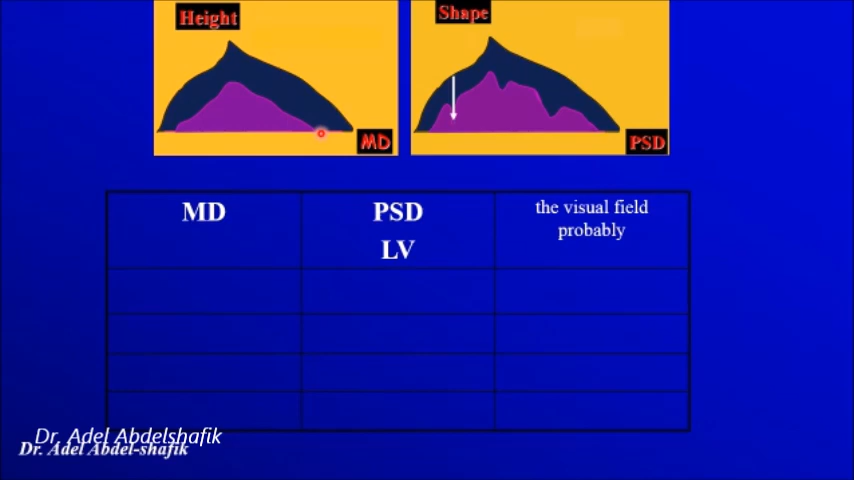 Height
Shape
MD
PSD
MD
PSD
LV
the visual field
probably
Dr. Adel Abdelshafik
Dr. Adel Abdel-shafik